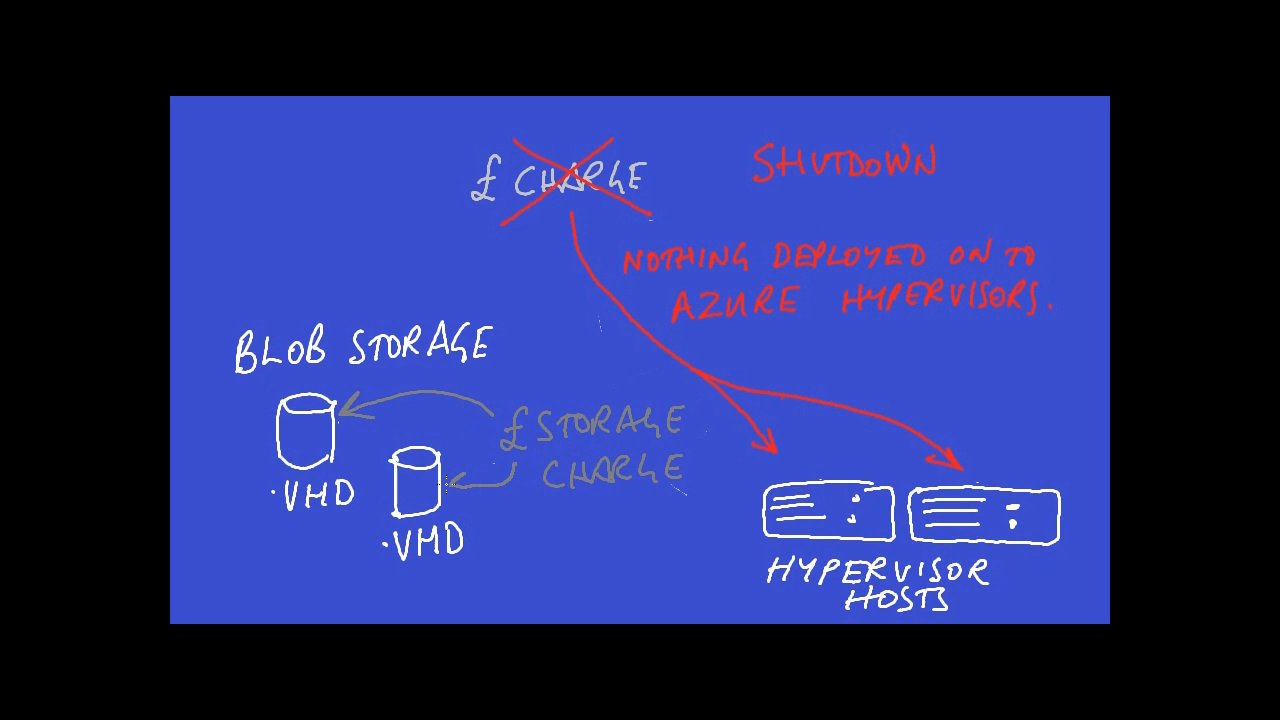 £ CHARGE
SHUTDOWN
NOTHING DEPLOYED ON TO
AZURE HYPERVISORS.
BLOB STORAGE
£ STORAGE
CHARGE
.VHD
.VHD
HYPERVISOR
HOSTS